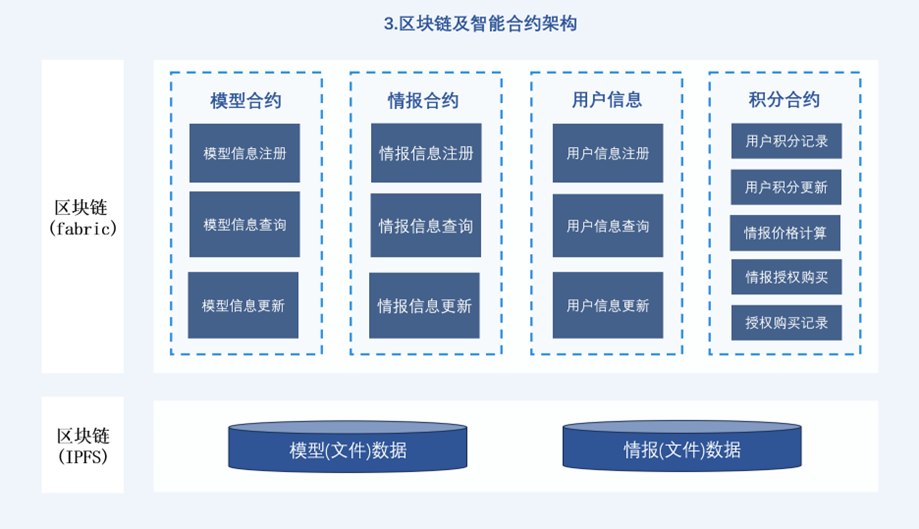 3.区块链及智能合约架构
区块链
(fabric)
模型合约
模型信息注册
模型信息查询
模型信息更新
情报合约
情报信息注册
情报信息查询
情报信息更新
用户信息
用户信息注册
用户信息查询
用户信息更新
积分合约
用户积分记录
用户积分更新
情报价格计算
情报授权购买
授权购买记录
区块链
(IPFS)
模型(文件)数据
情报(文件)数据